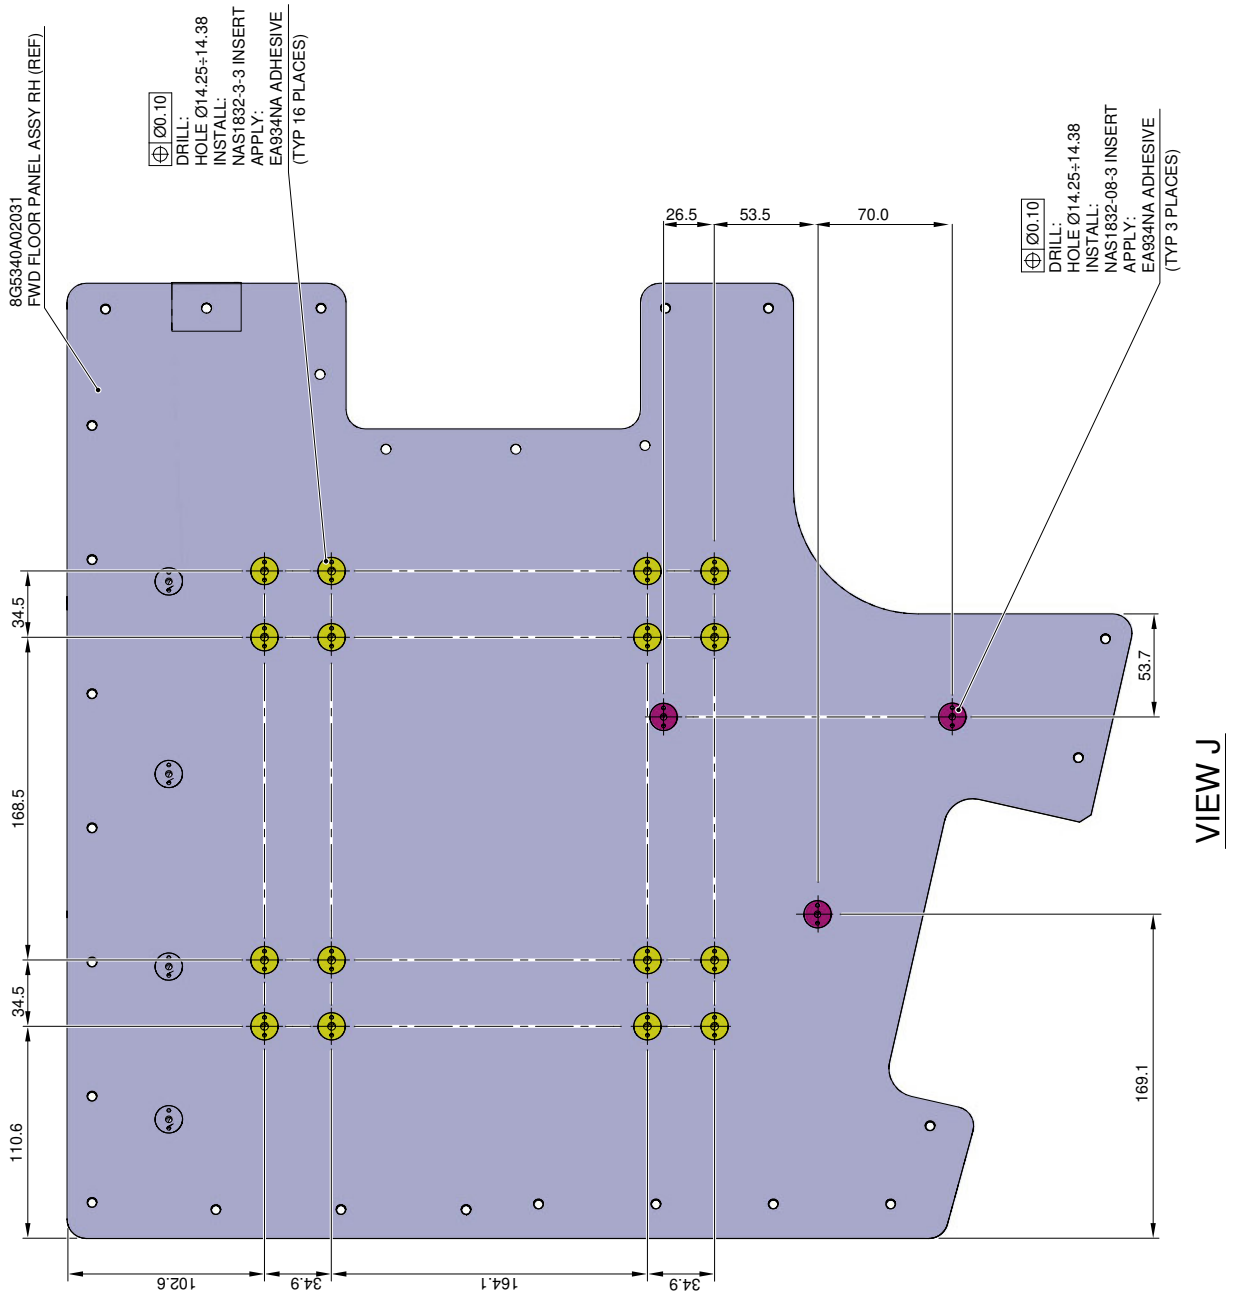 8G5340A02031
FWD FLOOR PANEL ASSY RH (REF)
Ø0.10
DRILL:
HOLE Ø14.25÷14.38
INSTALL:
NAS1832-3-3 INSERT
APPLY:
EA934NA ADHESIVE
(TYP 16 PLACES)
26.5
53.5
70.0
Ø0.10
DRILL:
HOLE Ø14.25÷14.38
INSTALL:
NAS1832-08-3 INSERT
APPLY:
EA934NA ADHESIVE
(TYP 3 PLACES)
34.5
168.5
34.5
110.6
53.7
169.1
102.6
34.9
164.1
34.9
VIEW J